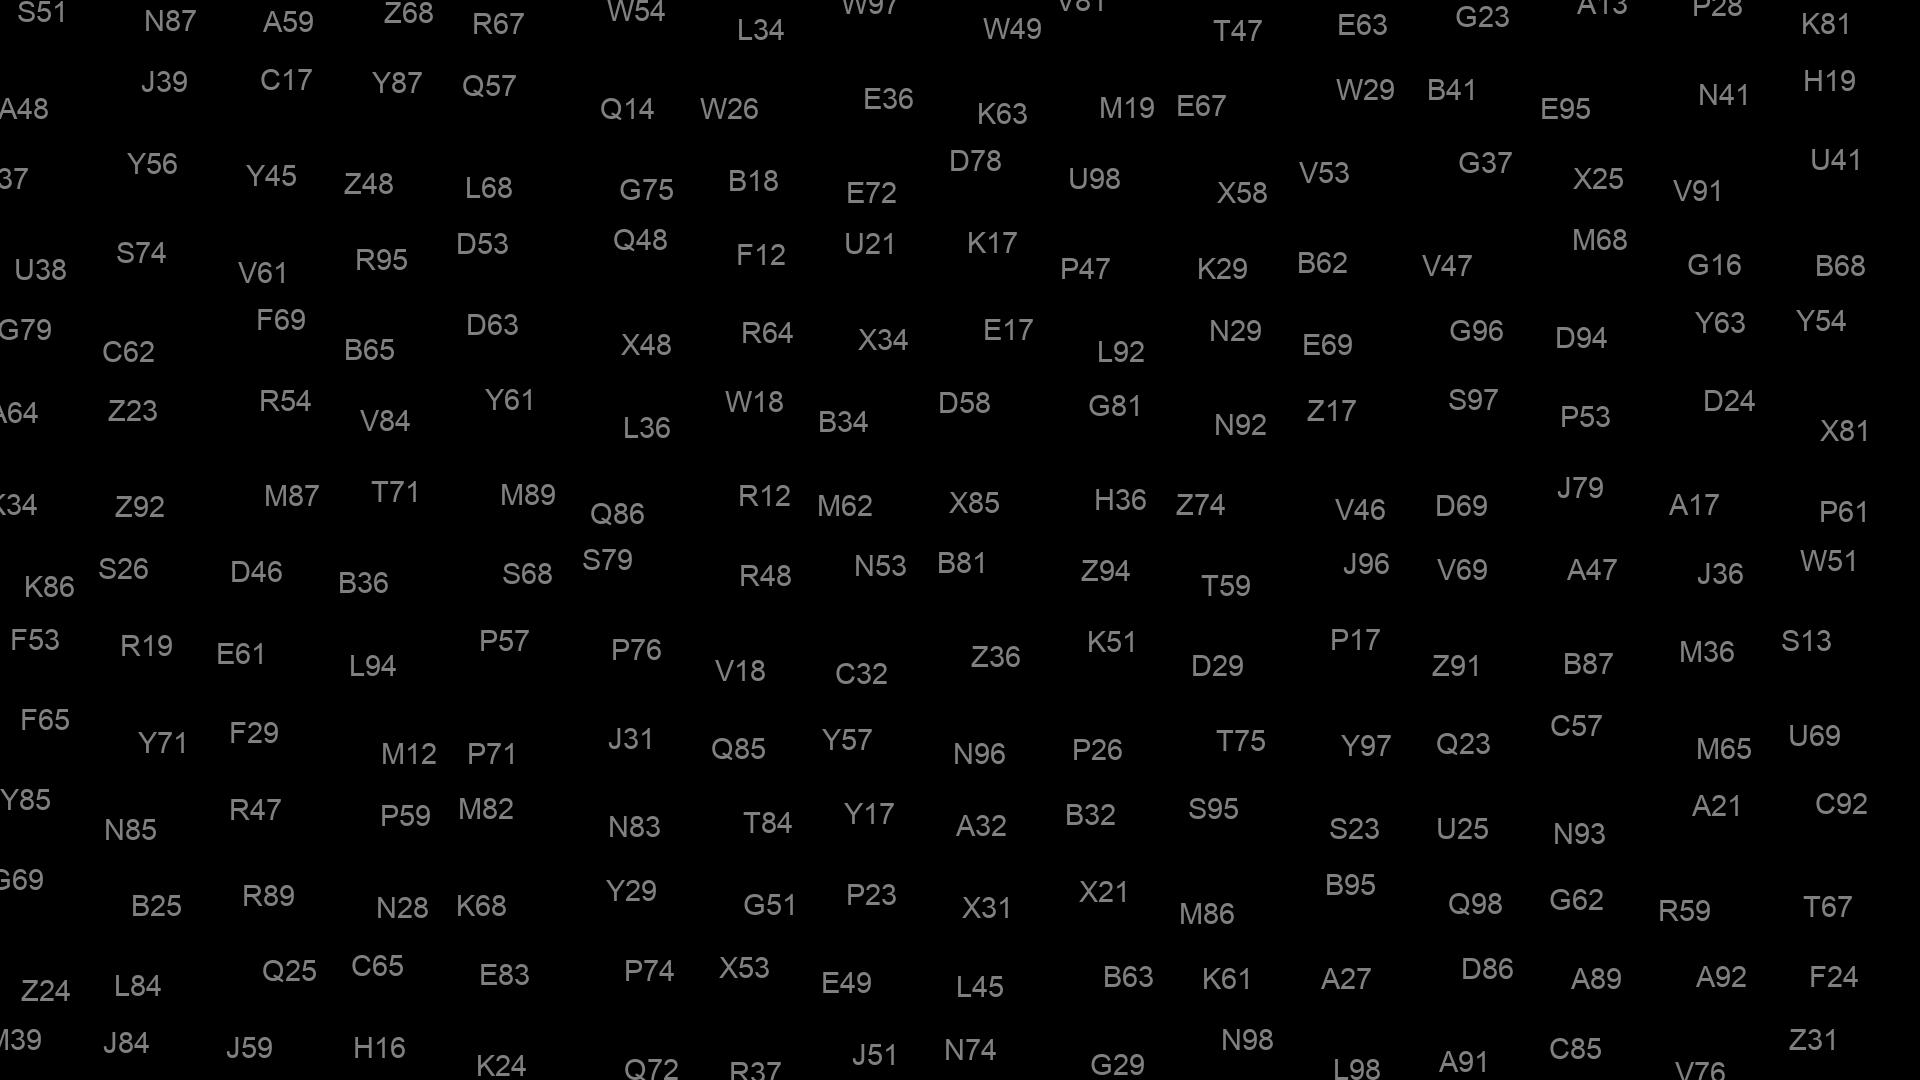 S51 N87 A59 Z68 R67 W54 L34 W97 W49 V81 T47 E63 G23 A13 P28 K81
A48 J39 C17 Y87 Q57 Q14 W26 E36 K63 M19 E67 W29 B41 E95 N41 H19
37 Y56 Y45 Z48 L68 G75 B18 E72 D78 U98 X58 V53 G37 X25 V91 U41
U38 S74 V61 R95 D53 Q48 F12 U21 K17 P47 K29 B62 V47 M68 G16 B68
G79 C62 F69 B65 D63 X48 R64 X34 E17 L92 N29 E69 G96 D94 Y63 Y54
A64 Z23 R54 V84 Y61 L36 W18 B34 D58 G81 N92 Z17 S97 P53 D24 X81
K34 Z92 M87 T71 M89 Q86 R12 M62 X85 H36 Z74 V46 D69 J79 A17 P61
K86 S26 D46 B36 S68 S79 R48 N53 B81 Z94 T59 J96 V69 A47 J36 W51
F53 R19 E61 L94 P57 P76 V18 C32 Z36 K51 D29 P17 Z91 B87 M36 S13
F65 Y71 F29 M12 P71 J31 Q85 Y57 N96 P26 T75 Y97 Q23 C57 M65 U69
Y85 N85 R47 P59 M82 N83 T84 Y17 A32 B32 S95 S23 U25 N93 A21 C92
G69 B25 R89 N28 K68 Y29 G51 P23 X31 X21 M86 B95 Q98 G62 R59 T67
Z24 L84 Q25 C65 E83 P74 X53 E49 L45 B63 K61 A27 D86 A89 A92 F24
M39 J84 J59 H16 K24 Q72 R37 J51 N74 G29 N98 L98 A91 C85 V76 Z31